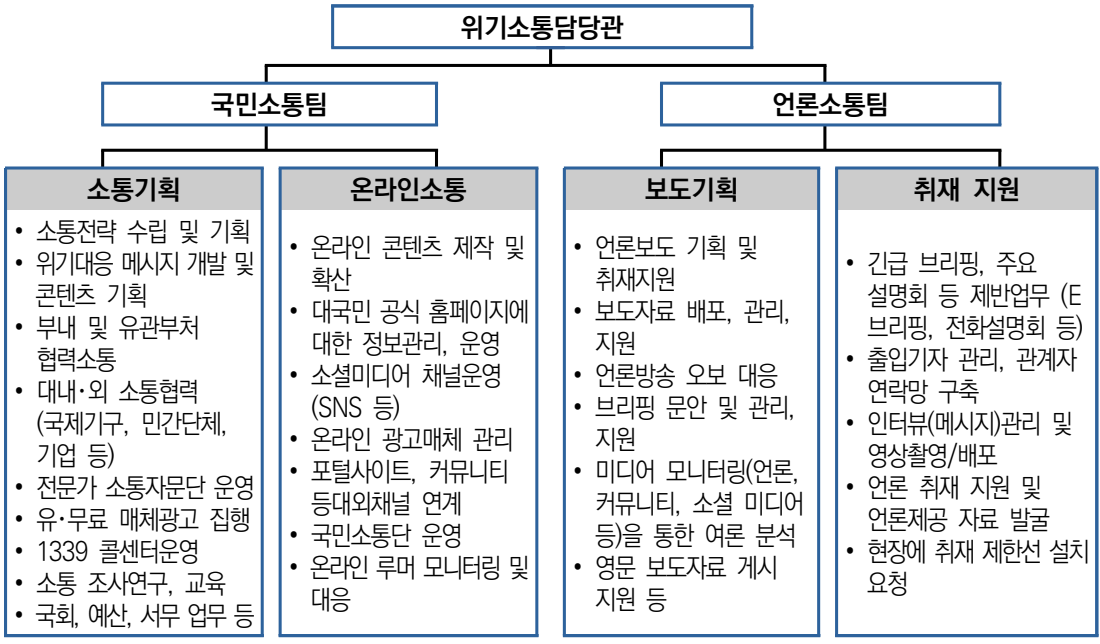 위기소통담당관
국민소통팀
언론소통팀
소통기획
• 소통전략 수립 및 기획
• 위기대응 메시지 개발 및
콘텐츠 기획
• 부내 및 유관부처
협력소통
• 대내·외 소통협력
(국제기구, 민간단체,
기업 등)
• 전문가 소통자문단 운영
• 유·무료 매체광고 집행
• 1339 콜센터운영
• 소통 조사연구, 교육
• 국회, 예산, 서무 업무 등
온라인소통
• 온라인 콘텐츠 제작 및
확산
• 대국민 공식 홈페이지에
대한 정보관리, 운영
• 소셜미디어 채널운영
(SNS 등)
• 온라인 광고매체 관리
• 포털사이트, 커뮤니티
등대외채널 연계
• 국민소통단 운영
• 온라인 루머 모니터링 및
대응
보도기획
• 언론보도 기획 및
취재지원
• 보도자료 배포, 관리,
지원
• 언론방송 오보 대응
• 브리핑 문안 및 관리,
지원
• 미디어 모니터링(언론,
커뮤니티, 소셜 미디어
등)을 통한 여론 분석
• 영문 보도자료 게시
지원 등
취재 지원
• 긴급 브리핑, 주요
설명회 등 제반업무 (E
브리핑, 전화설명회 등)
• 출입기자 관리, 관계자
연락망 구축
• 인터뷰(메시지)관리 및
영상촬영/배포
• 언론 취재 지원 및
언론제공 자료 발굴
• 현장에 취재 제한선 설치
요청